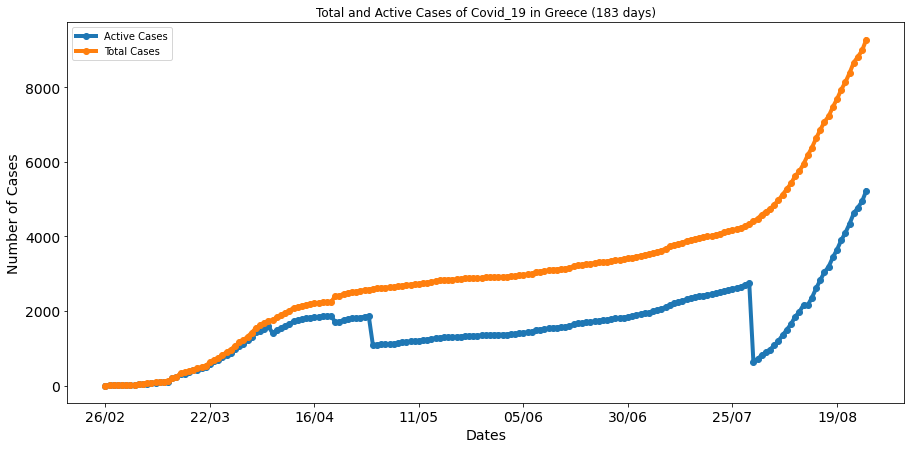 Total and Active Cases of Covid_19 in Greece (183 days)
Active Cases
Total Cases
Number of Cases
8000
6000
4000
2000
0
26/02 22/03 16/04 11/05 05/06 30/06 25/07 19/08
Dates